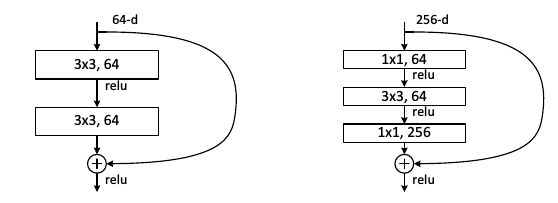 64-d
3x3, 64
relu
3x3, 64
relu
256-d
1x1, 64
relu
3x3, 64
relu
1x1, 256
relu